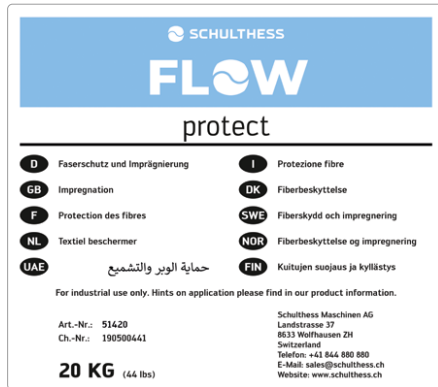 SCHULTHESS
FLOW
protect
D Faserschutz und Imprägnierung
GB Impregnation
F Protection des fibres
NL Textiel beschermer
UAE حماية الوبر والتشميع
I Protezione fibre
DK Fiberbeskyttelse
SWE Fiberskydd och impregnering
NOR Fiberbeskyttelse og impregnering
FIN Kuitujen suojaus ja kyllästys
For industrial use only. Hints on application please find in our product information.
Art.-Nr.: 51420
Ch.-Nr.: 190500441
20 KG (44 lbs)
Schulthess Maschinen AG
Landstrasse 37
8633 Wolfhausen ZH
Switzerland
Telefon: +41 844 880 880
E-Mail: sales@schulthess.ch
Website: www.schulthess.ch